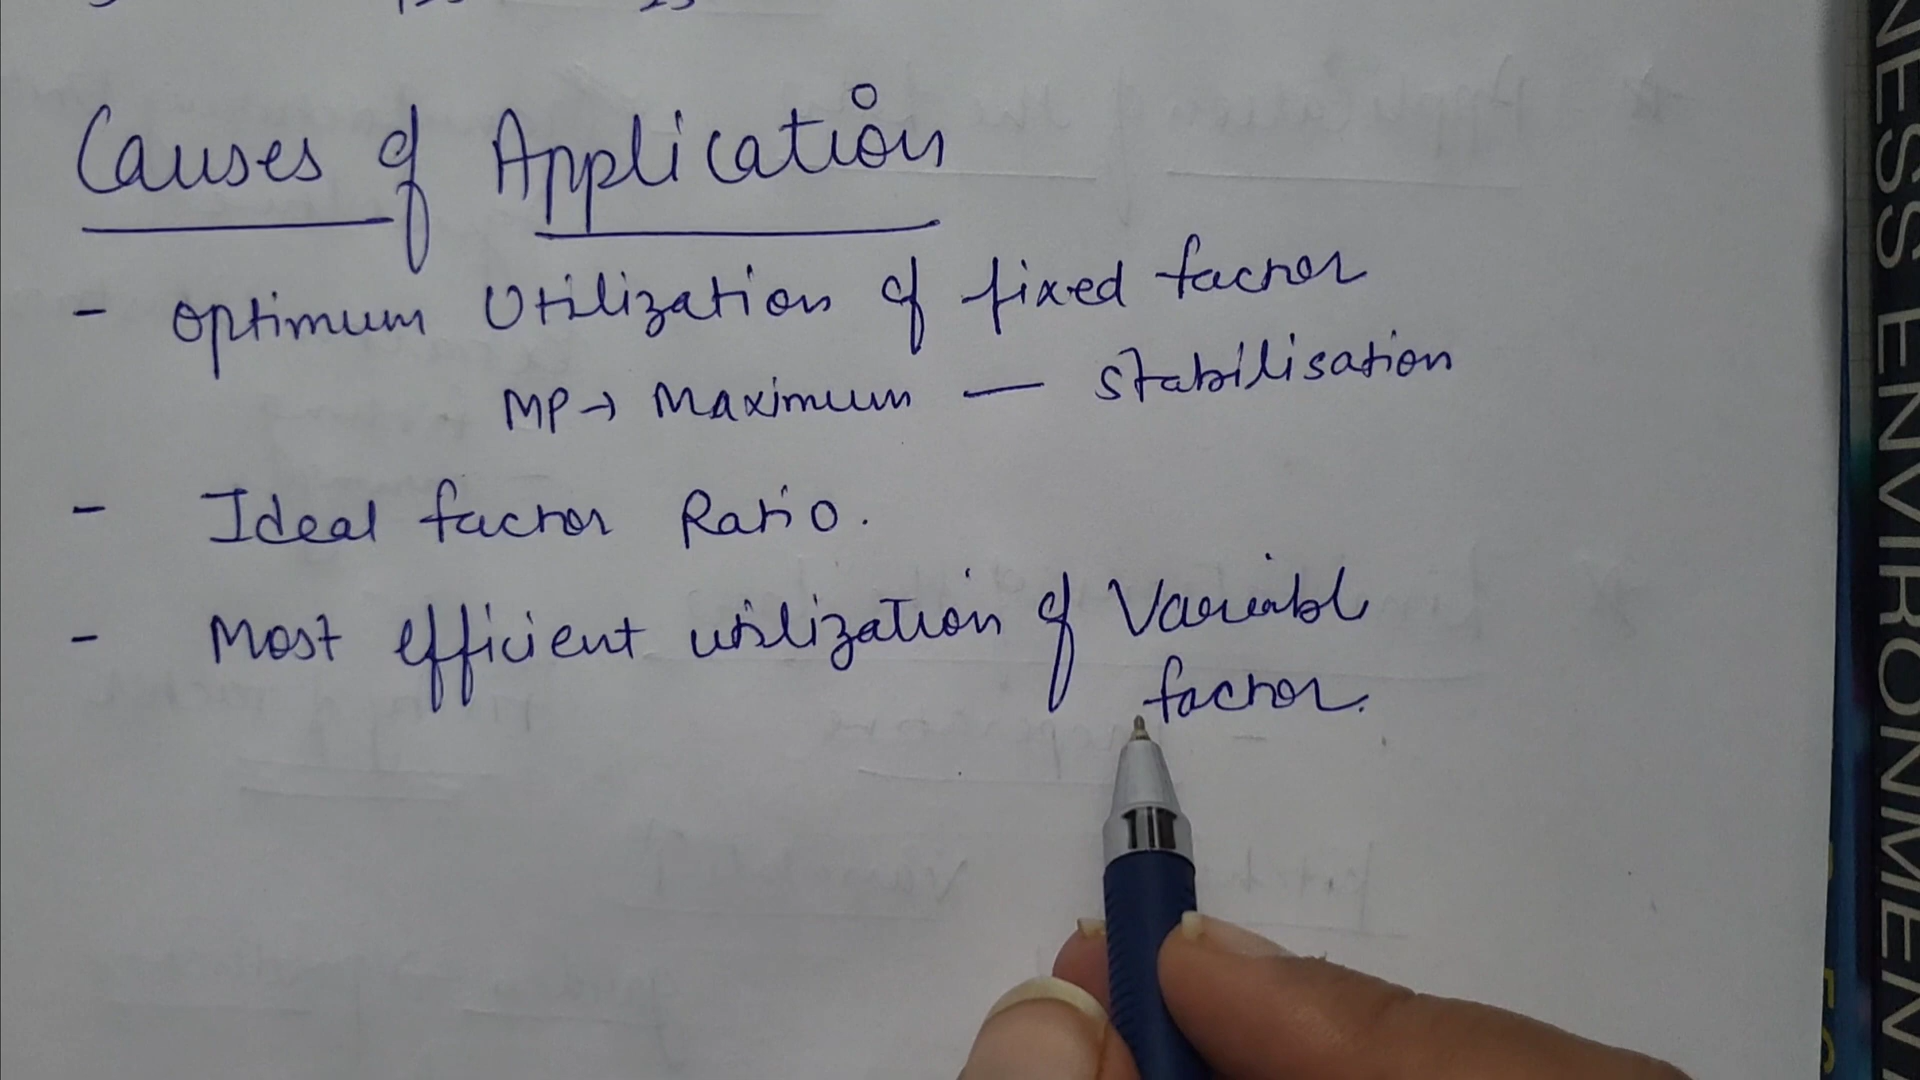 Causes of Application
- Optimum Utilization of fixed factor
MP → Maximum — Stabilisation
- Ideal factor Ratio.
- Most efficient utilization of Variabl
factor.
NESS ENVIRONMEN